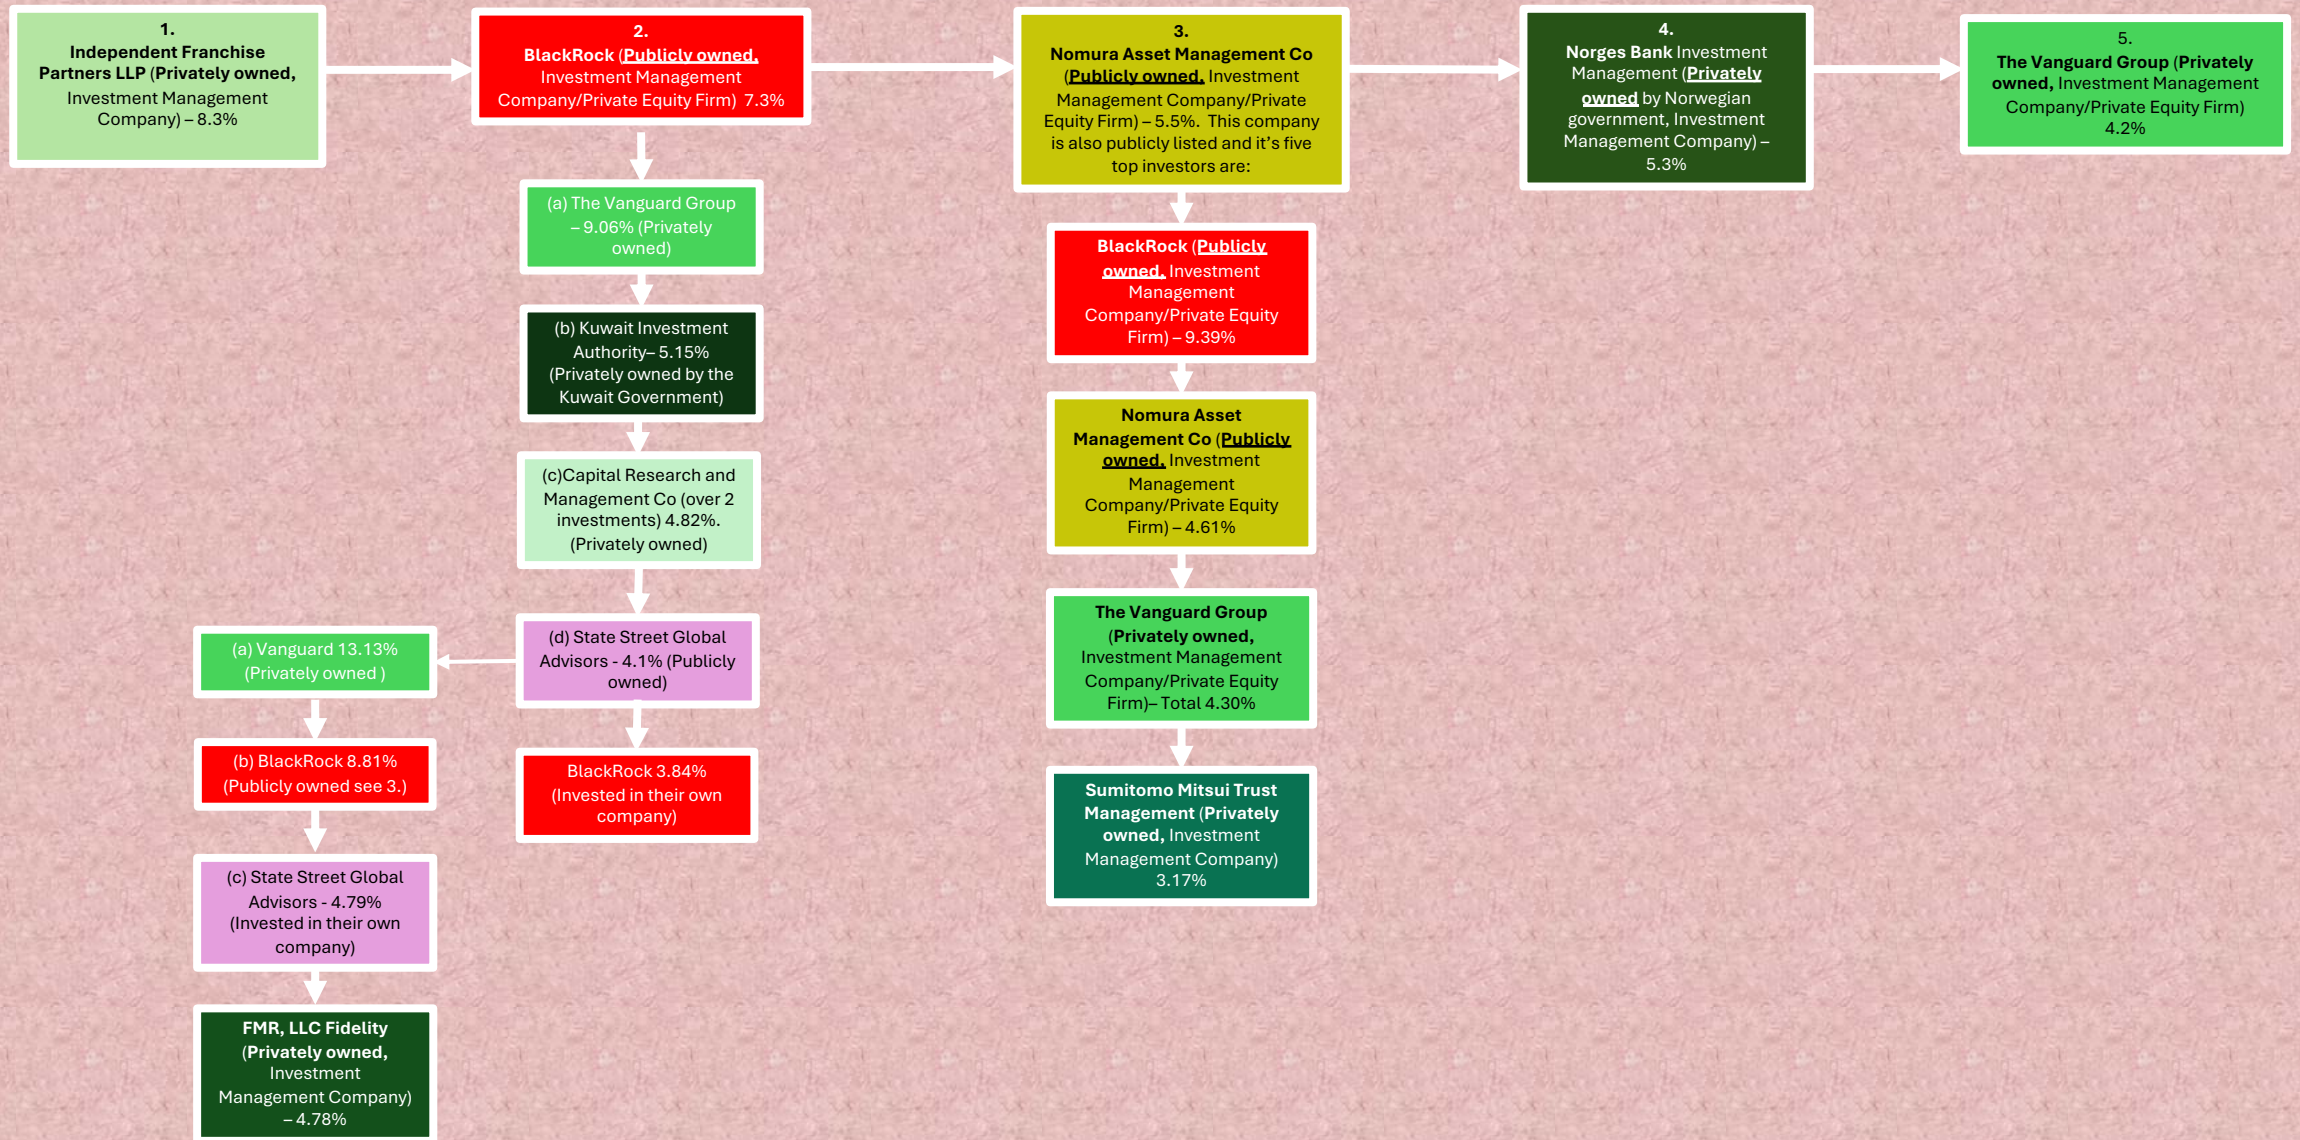 1.
Independent Franchise
Partners LLP (Privately owned,
Investment Management
Company) – 8.3%
2.
BlackRock (Publicly owned,
Investment Management
Company/Private Equity Firm) 7.3%
3.
Nomura Asset Management Co
(Publicly owned, Investment
Management Company/Private
Equity Firm) – 5.5%. This company
is also publicly listed and it's five
top investors are:
4.
Norges Bank Investment
Management (Privately
owned by Norwegian
government, Investment
Management Company) –
5.3%
5.
The Vanguard Group (Privately
owned, Investment Management
Company/Private Equity Firm)
4.2%
(a) The Vanguard Group
– 9.06% (Privately
owned)
(b) Kuwait Investment
Authority– 5.15%
(Privately owned by the
Kuwait Government)
(c)Capital Research and
Management Co (over 2
investments) 4.82%.
(Privately owned)
(d) State Street Global
Advisors - 4.1% (Publicly
owned)
BlackRock 3.84%
(Invested in their own
company)
(a) Vanguard 13.13%
(Privately owned )
(b) BlackRock 8.81%
(Publicly owned see 3.)
(c) State Street Global
Advisors - 4.79%
(Invested in their own
company)
FMR, LLC Fidelity
(Privately owned,
Investment
Management Company)
– 4.78%
BlackRock (Publicly
owned, Investment
Management
Company/Private Equity
Firm) – 9.39%
Nomura Asset
Management Co (Publicly
owned, Investment
Management
Company/Private Equity
Firm) – 4.61%
The Vanguard Group
(Privately owned,
Investment Management
Company/Private Equity
Firm)– Total 4.30%
Sumitomo Mitsui Trust
Management (Privately
owned, Investment
Management Company)
3.17%